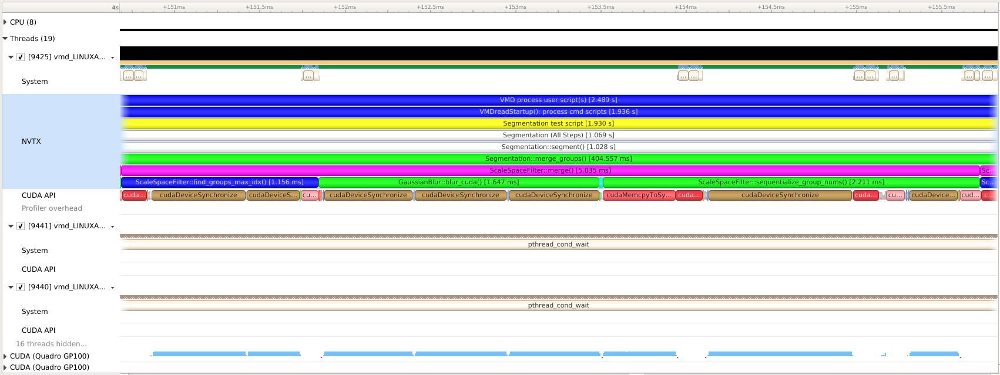 4s +151ms +151.5ms +152ms +152.5ms +153ms +153.5ms +154ms +154.5ms +155ms +155.5ms
CPU (8)
Threads (19)
[9425] vmd_LINUXA...
System ... ... ... ... ... ... ... ... ... ...
VMD process user script(s) [2.489 s]
VMDreadStartup(): process cmd scripts [1.936 s]
Segmentation test script [1.930 s]
Segmentation (All Steps) [1.069 s]
NVTX
Segmentation::segment() [1.028 s]
Segmentation::merge_groups() [404.557 ms]
ScaleSpaceFilter::merge() [5.035 ms] Sc...
ScaleSpaceFilter::find_groups_max_idx() [1.156 ms] GaussianBlur::blur_cuda() [1.647 ms] ScaleSpaceFilter::sequentialize_group_nums() [2.211 ms] Sc...
CUDA API cuda... cudaDeviceSynchronize cudaDeviceS... cu... cudaDeviceSynchronize cudaDeviceSynchronize cudaDeviceSynchronize cudaMemcpyToSy... cuda... cudaDeviceSynchronize cuda... cu... cudaDevice... cud... c...
Profiler overhead
[9441] vmd_LINUXA...
pthread_cond_wait
System
CUDA API
[9440] vmd_LINUXA...
pthread_cond_wait
System
CUDA API
16 threads hidden...
CUDA (Quadro GP100)
CUDA (Quadro GP100)